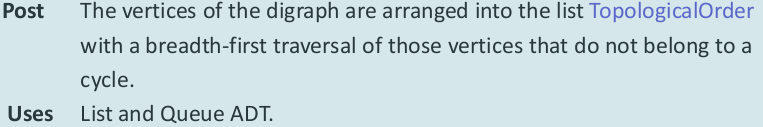 Post The vertices of the digraph are arranged into the list TopologicalOrder
with a breadth-first traversal of those vertices that do not belong to a
cycle.
Uses List and Queue ADT.